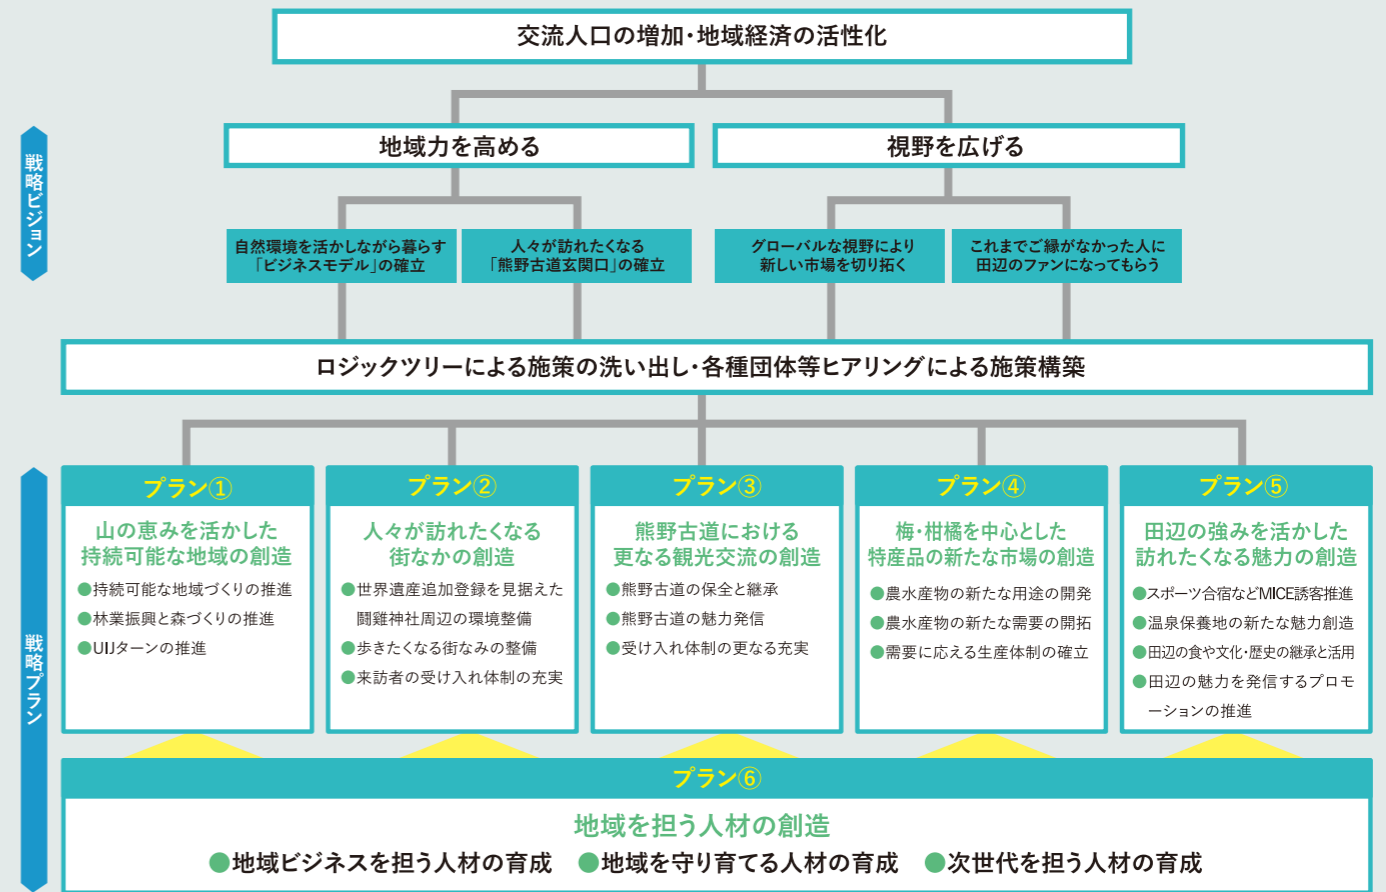 交流人口の増加・地域経済の活性化
戦略ビジョン
地域力を高める
視野を広げる
自然環境を活かしながら暮らす
「ビジネスモデル」の確立
人々が訪れたくなる
「熊野古道玄関口」の確立
グローバルな視野により
新しい市場を切り拓く
これまでご縁がなかった人に
田辺のファンになってもらう
ロジックツリーによる施策の洗い出し・各種団体等ヒアリングによる施策構築
戦略プラン
プラン①
山の恵みを活かした
持続可能な地域の創造
●持続可能な地域づくりの推進
●林業振興と森づくりの推進
●UIJターンの推進
プラン②
人々が訪れたくなる
街なかの創造
●世界遺産追加登録を見据えた
闘雞神社周辺の環境整備
●歩きたくなる街なみの整備
●来訪者の受け入れ体制の充実
プラン③
熊野古道における
更なる観光交流の創造
●熊野古道の保全と継承
●熊野古道の魅力発信
●受け入れ体制の更なる充実
プラン④
梅・柑橘を中心とした
特産品の新たな市場の創造
●農水産物の新たな用途の開発
●農水産物の新たな需要の開拓
●需要に応える生産体制の確立
プラン⑤
田辺の強みを活かした
訪れたくなる魅力の創造
●スポーツ合宿などMICE誘客推進
●温泉保養地の新たな魅力創造
●田辺の食や文化・歴史の継承と活用
●田辺の魅力を発信するプロモ
ーションの推進
プラン⑥
地域を担う人材の創造
●地域ビジネスを担う人材の育成 ●地域を守り育てる人材の育成 ●次世代を担う人材の育成